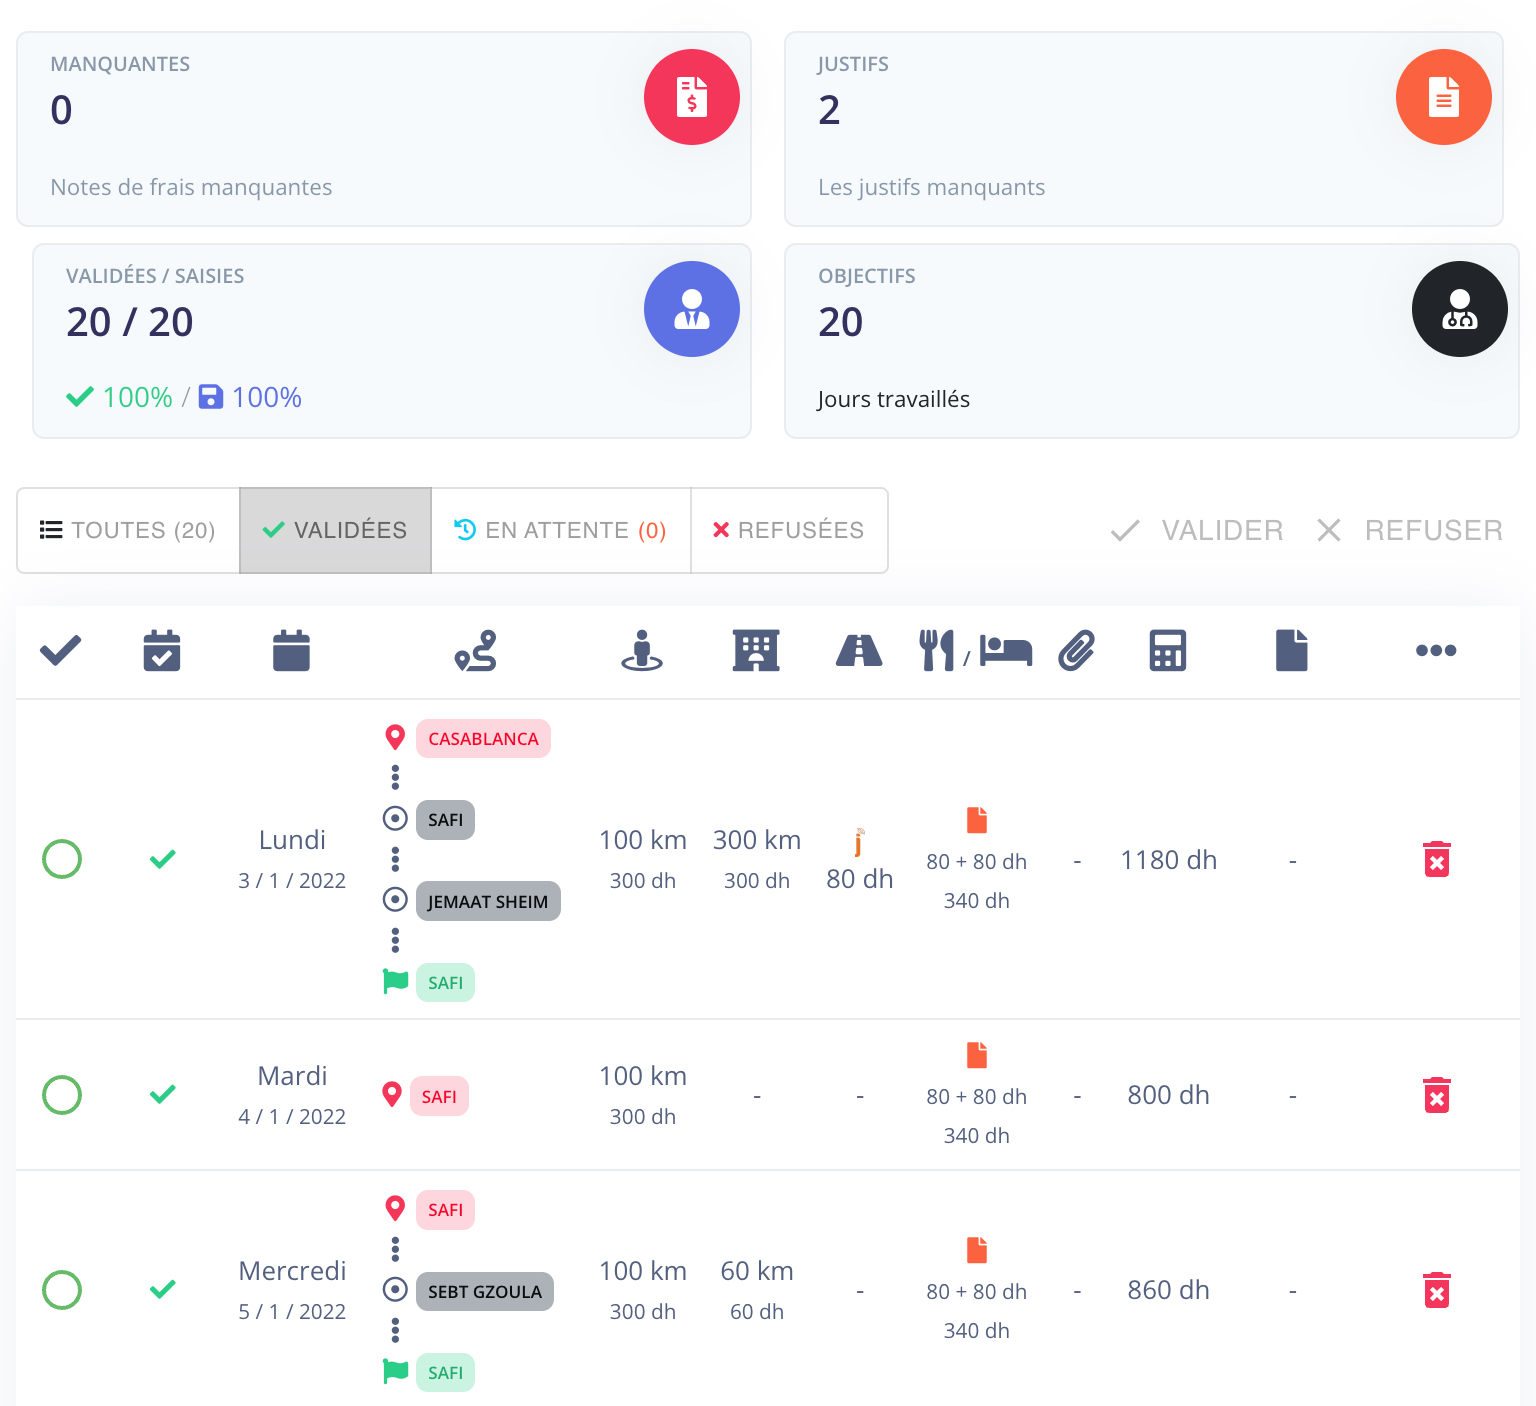 MANQUANTES
0
Notes de frais manquantes
JUSTIFS
2
Les justifs manquants
VALIDÉES / SAISIES
20 / 20
100% / 100%
OBJECTIFS
20
Jours travaillés
TOUTES (20) VALIDÉES EN ATTENTE (0) REFUSÉES VALIDER REFUSER
/
CASABLANCA
SAFI
JEMAAT SHEIM
SAFI
Lundi
3 / 1 / 2022
100 km
300 dh
300 km
300 dh
j
80 dh
80 + 80 dh
340 dh
-
1180 dh
-
Mardi
4 / 1 / 2022
SAFI
100 km
300 dh
-
-
80 + 80 dh
340 dh
-
800 dh
-
Mercredi
5 / 1 / 2022
SAFI
SEBT GZOULA
SAFI
100 km
300 dh
60 km
60 dh
-
80 + 80 dh
340 dh
-
860 dh
-